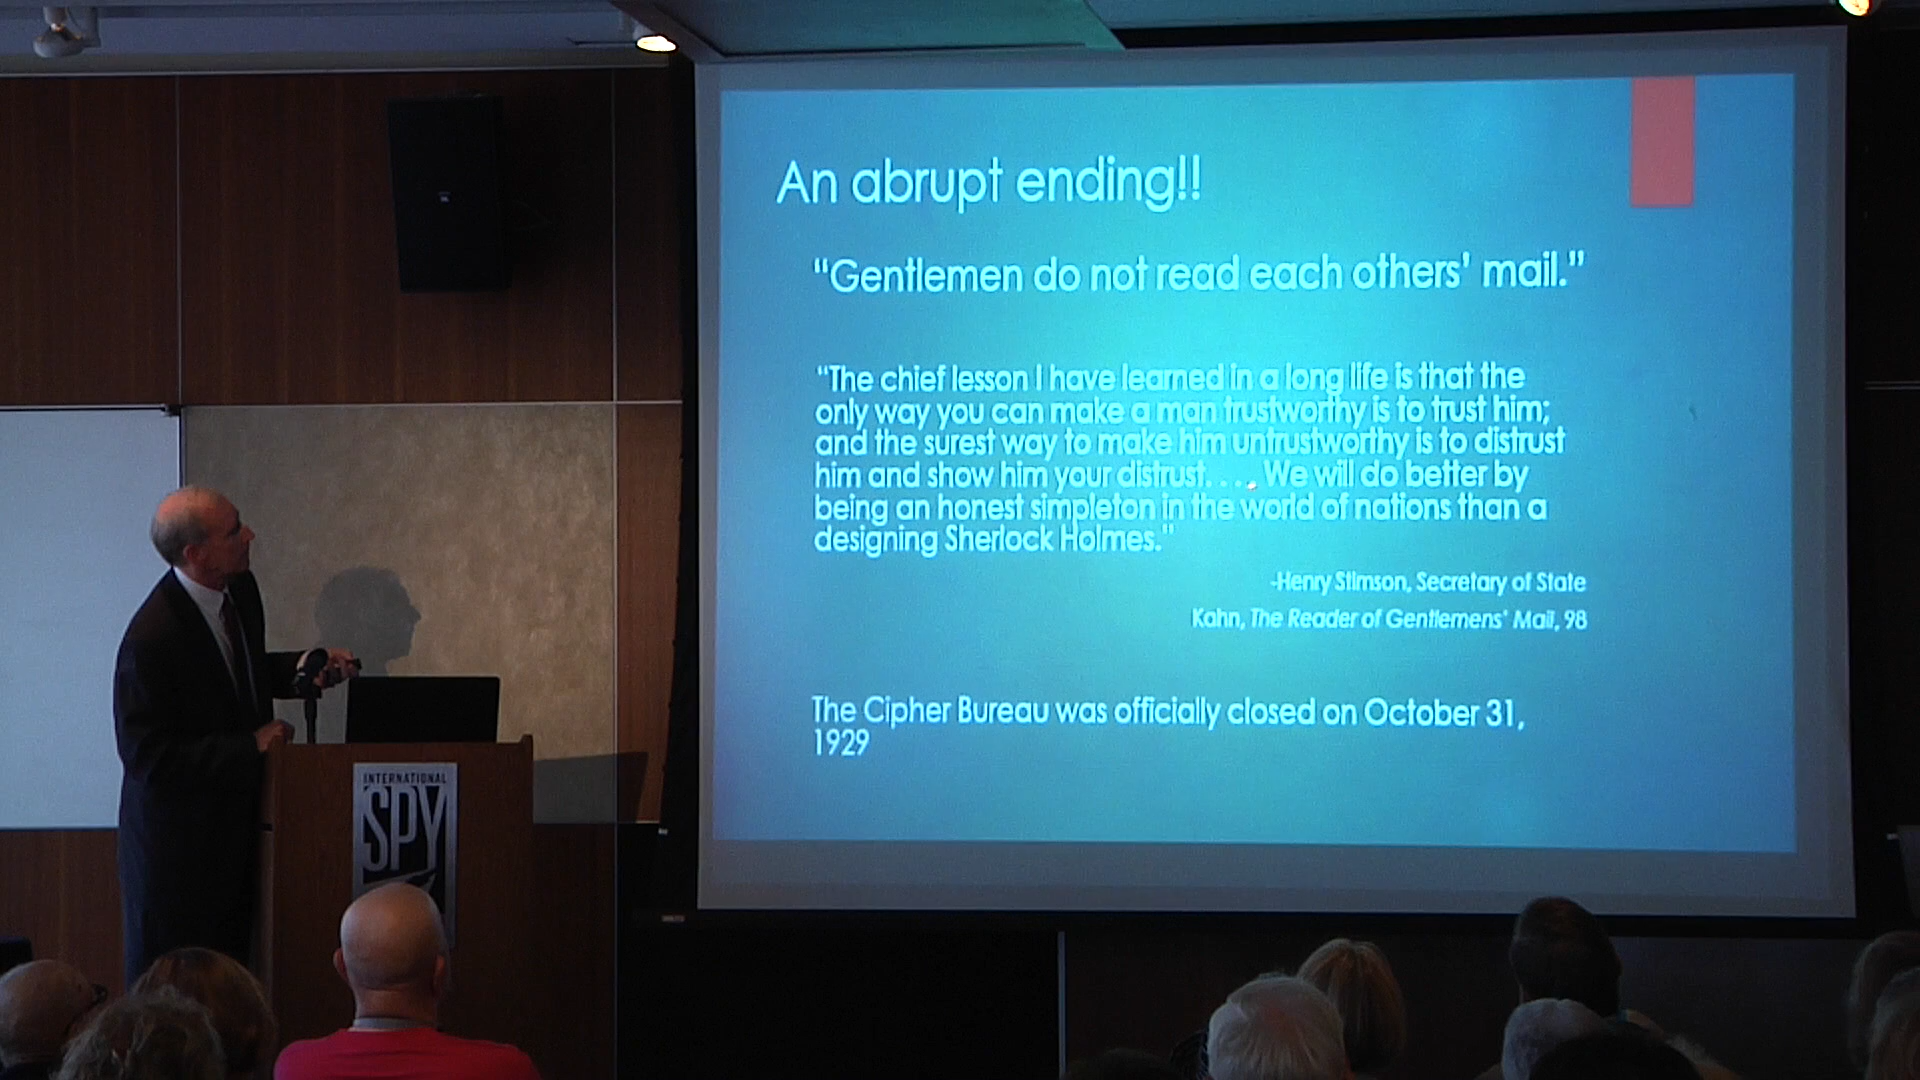 An abrupt ending!!
“Gentlemen do not read each others’ mail.”
“The chief lesson I have learned in a long life is that the
only way you can make a man trustworthy is to trust him;
and the surest way to make him untrustworthy is to distrust
him and show him your distrust. . . . We will do better by
being an honest simpleton in the world of nations than a
designing Sherlock Holmes.”
-Henry Stimson, Secretary of State
Kahn, The Reader of Gentlemens’ Mail, 98
The Cipher Bureau was officially closed on October 31,
1929
INTERNATIONAL
SPY